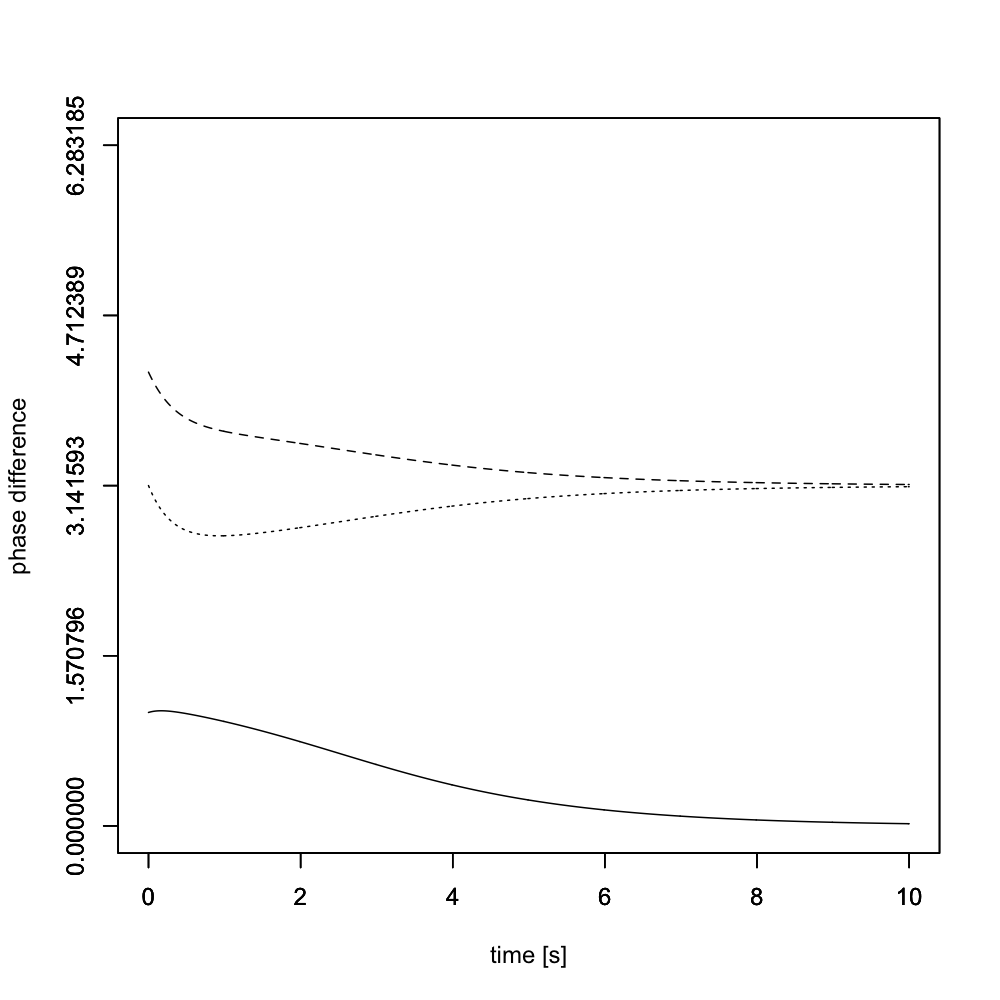 6.283185
4.712389
3.141593
1.570796
0.000000
phase difference
0 2 4 6 8 10
time [s]